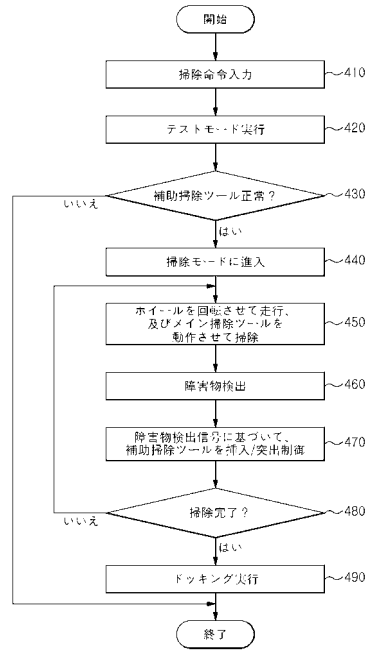 開始
掃除命令入力
410
テストモード実行
420
補助掃除ツール正常?
430
いいえ
はい
掃除モードに進入
440
ホイールを回転させて走行、
及びメイン掃除ツールを
動作させて掃除
450
障害物検出
460
障害物検出信号に基づいて、
補助掃除ツールを挿入/突出制御
470
掃除完了?
480
いいえ
はい
ドッキング実行
490
終了